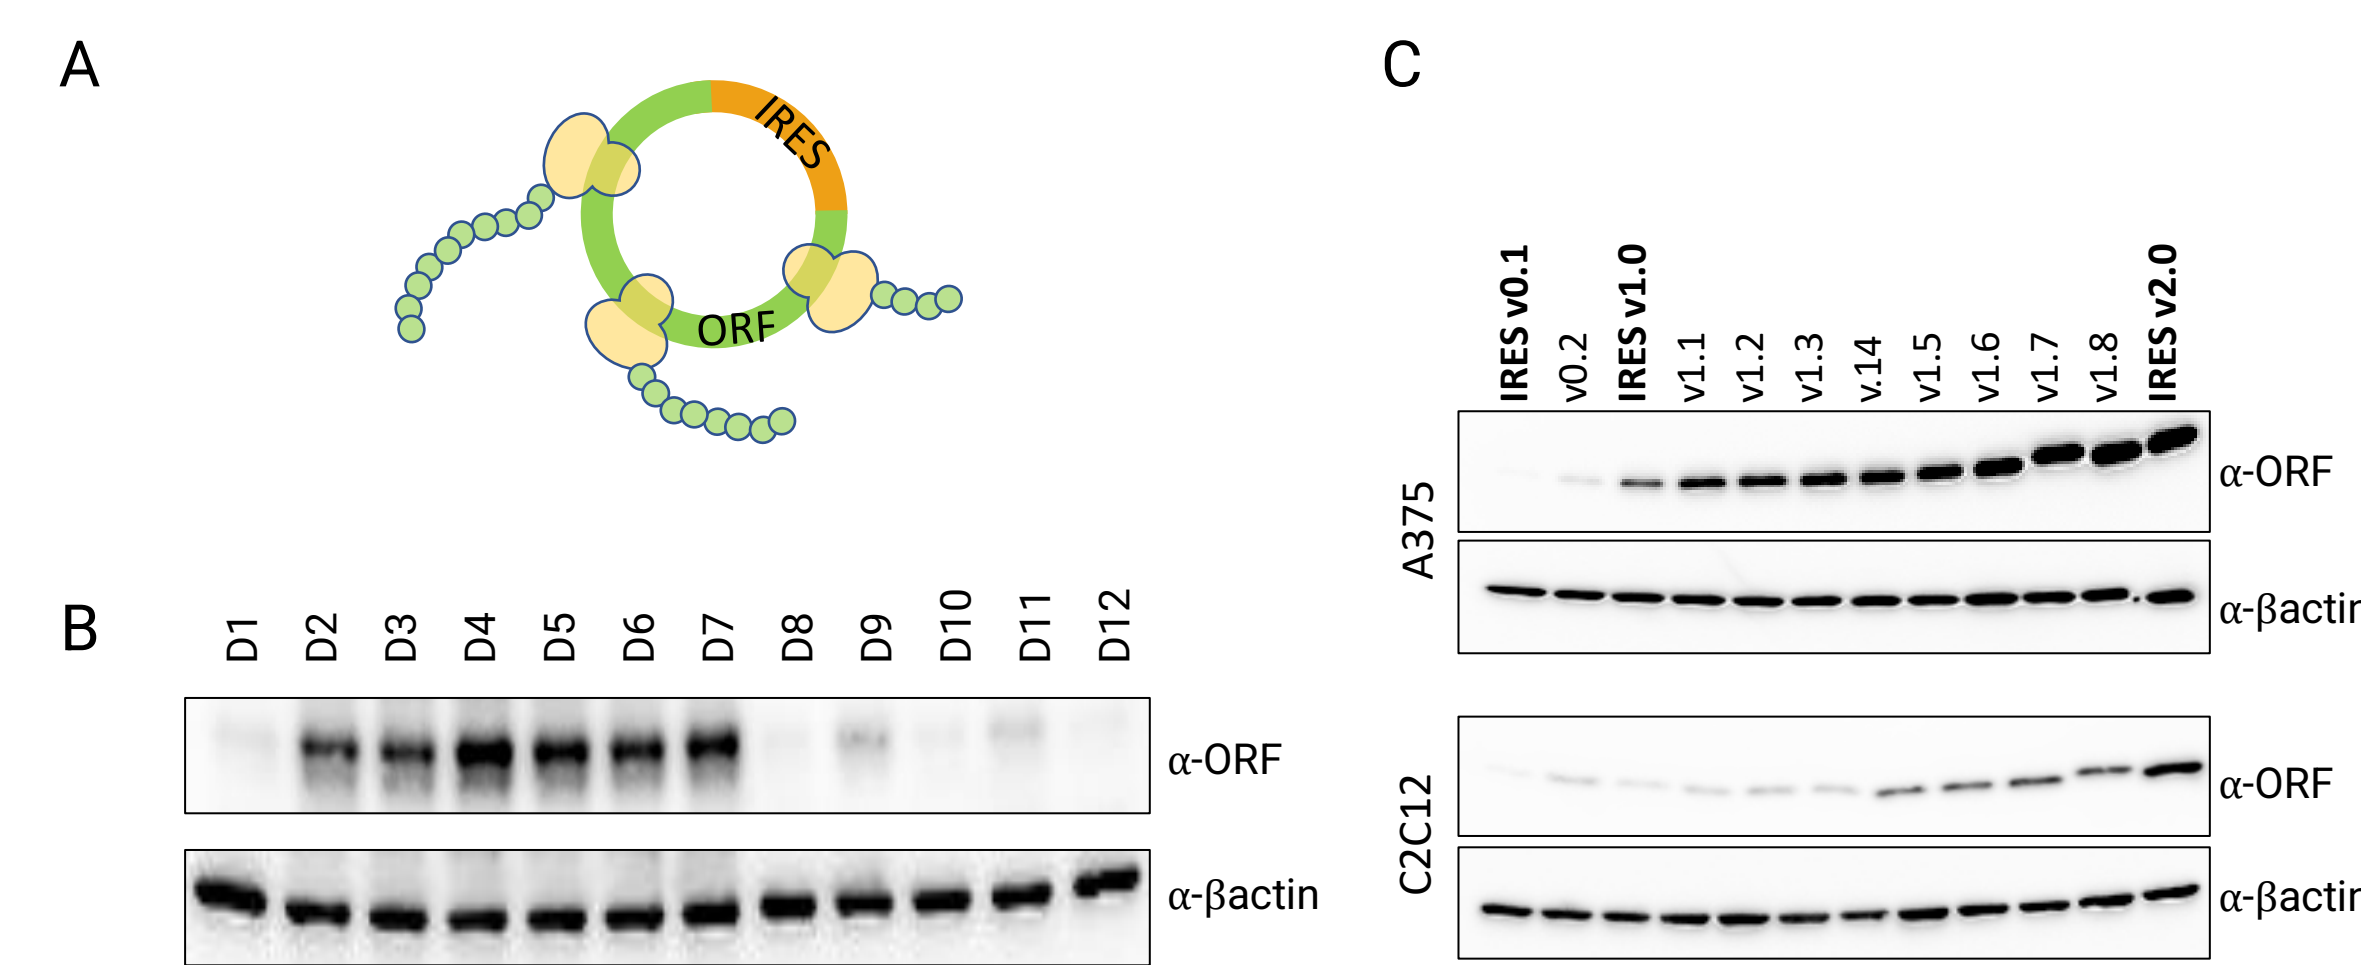 A
IRES
ORF
B
D1 D2 D3 D4 D5 D6 D7 D8 D9 D10 D11 D12
α-ORF
α-βactin
C
IRES v0.1 v0.2 IRES v1.0 v1.1 v1.2 v1.3 v.14 v1.5 v1.6 v1.7 v1.8 IRES v2.0
A375
α-ORF
α-βactin
C2C12
α-ORF
α-βactin